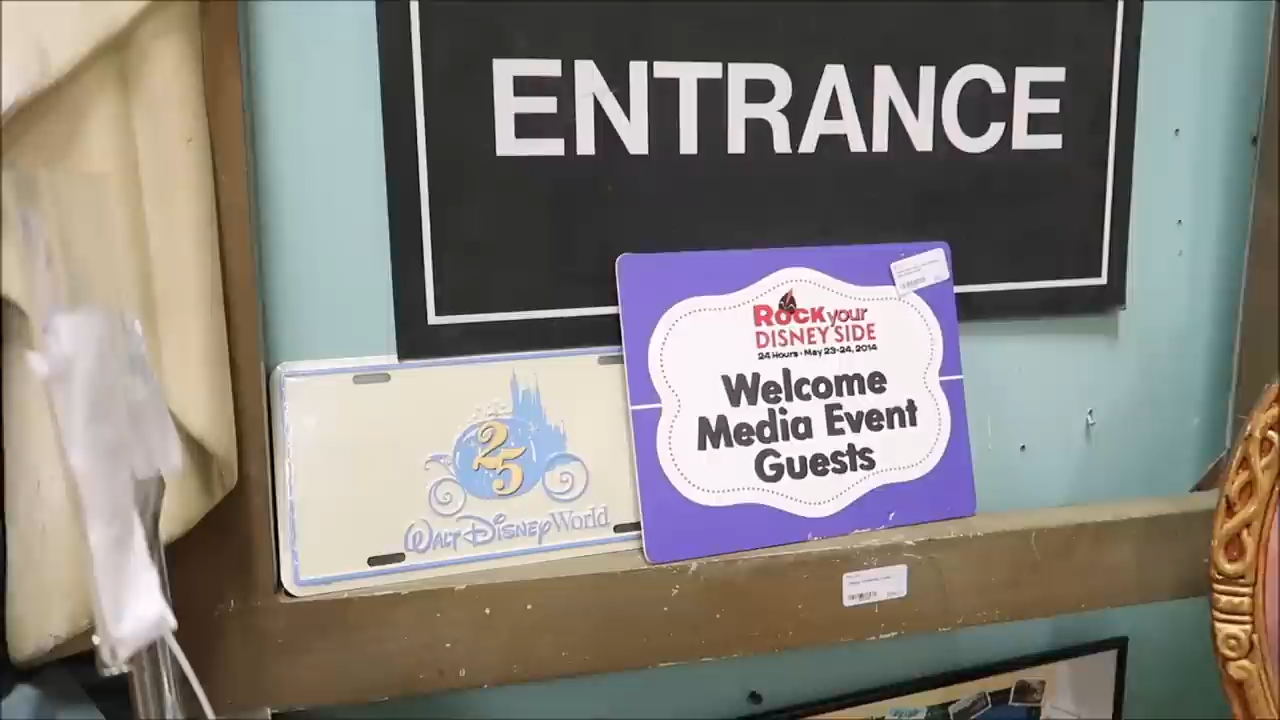 ENTRANCE
Rock your
DISNEY SIDE
24 Hours • May 23-24, 2014
Welcome
Media Event
Guests
25
WALT DISNEY World